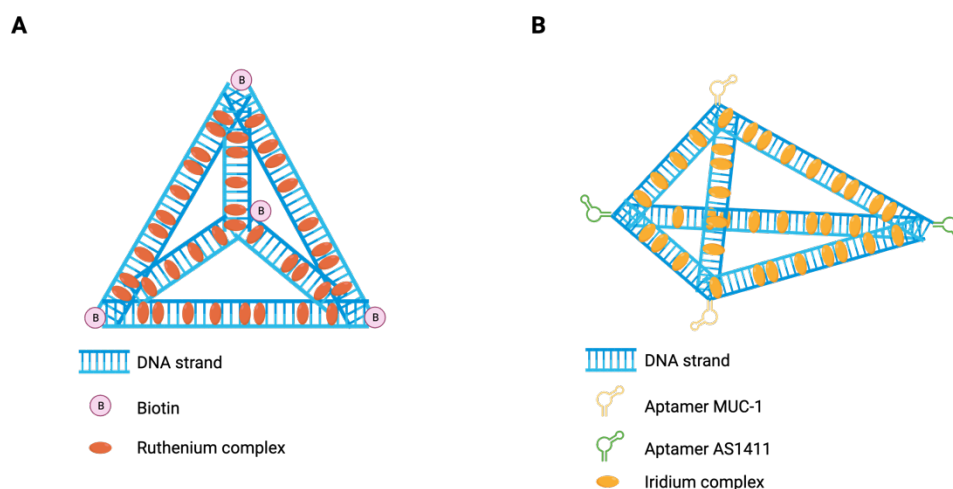 A
B
B
B
B
B
DNA strand
B
Biotin
Ruthenium complex
DNA strand
Aptamer MUC-1
Aptamer AS1411
Iridium complex